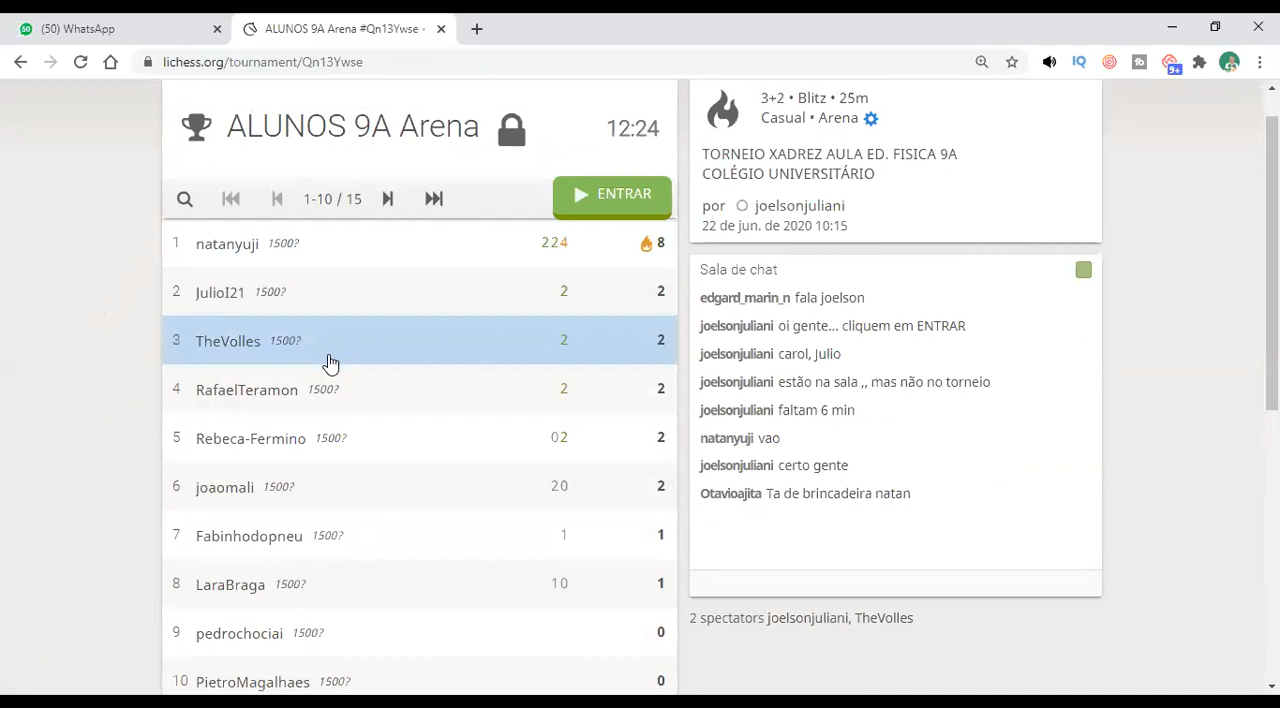 50
(50) WhatsApp
ALUNOS 9A Arena #Qn13Ywse
lichess.org/tournament/Qn13Ywse
IQ
tb
9+
ALUNOS 9A Arena
12:24
1-10 / 15
ENTRAR
1 natanyuji 1500? 224 8
2 JulioI21 1500? 2 2
3 TheVolles 1500? 2 2
4 RafaelTeramon 1500? 2 2
5 Rebeca-Fermino 1500? 02 2
6 joaomali 1500? 20 2
7 Fabinhodopneu 1500? 1 1
8 LaraBraga 1500? 10 1
9 pedrochociai 1500? 0
10 PietroMagalhaes 1500? 0
3+2 • Blitz • 25m
Casual • Arena
TORNEIO XADREZ AULA ED. FISICA 9A
COLÉGIO UNIVERSITÁRIO
por joelsonjuliani
22 de jun. de 2020 10:15
Sala de chat
edgard_marin_n fala joelson
joelsonjuliani oi gente... cliquem em ENTRAR
joelsonjuliani carol, Julio
joelsonjuliani estão na sala ,, mas não no torneio
joelsonjuliani faltam 6 min
natanyuji vao
joelsonjuliani certo gente
Otavioajita Ta de brincadeira natan
2 spectators joelsonjuliani, TheVolles